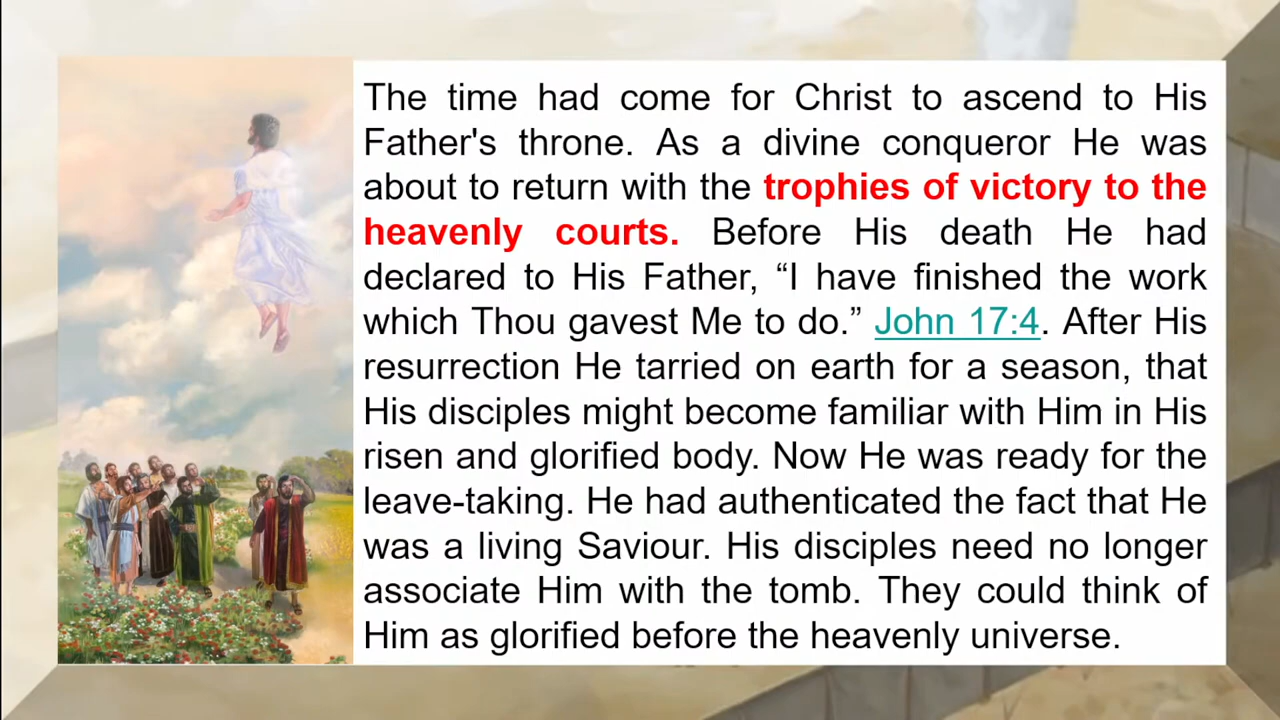 The time had come for Christ to ascend to His
Father's throne. As a divine conqueror He was
about to return with the trophies of victory to the
heavenly courts. Before His death He had
declared to His Father, “I have finished the work
which Thou gavest Me to do.” John 17:4. After His
resurrection He tarried on earth for a season, that
His disciples might become familiar with Him in His
risen and glorified body. Now He was ready for the
leave-taking. He had authenticated the fact that He
was a living Saviour. His disciples need no longer
associate Him with the tomb. They could think of
Him as glorified before the heavenly universe.